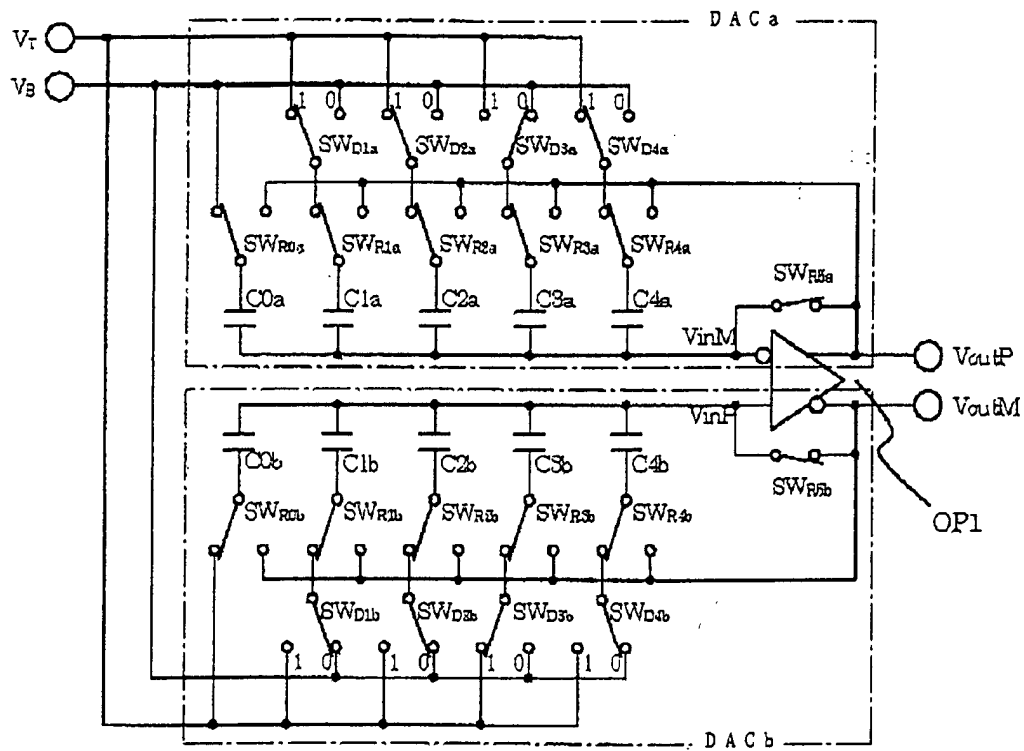 DACa
VT
VB
1 0 1 0 1 0 1 0
SWD1a SWD2a SWD3a SWD4a
SWR0a SWR1a SWR2a SWR3a SWR4a
SWR5a
C0a C1a C2a C3a C4a
VinM
VoutP
VinP
VoutM
C0b C1b C2b C3b C4b
SWR5b
SWR0b SWR1b SWR2b SWR3b SWR4b
OP1
SWD1b SWD2b SWD3b SWD4b
1 0 1 0 1 0 1 0
DACb